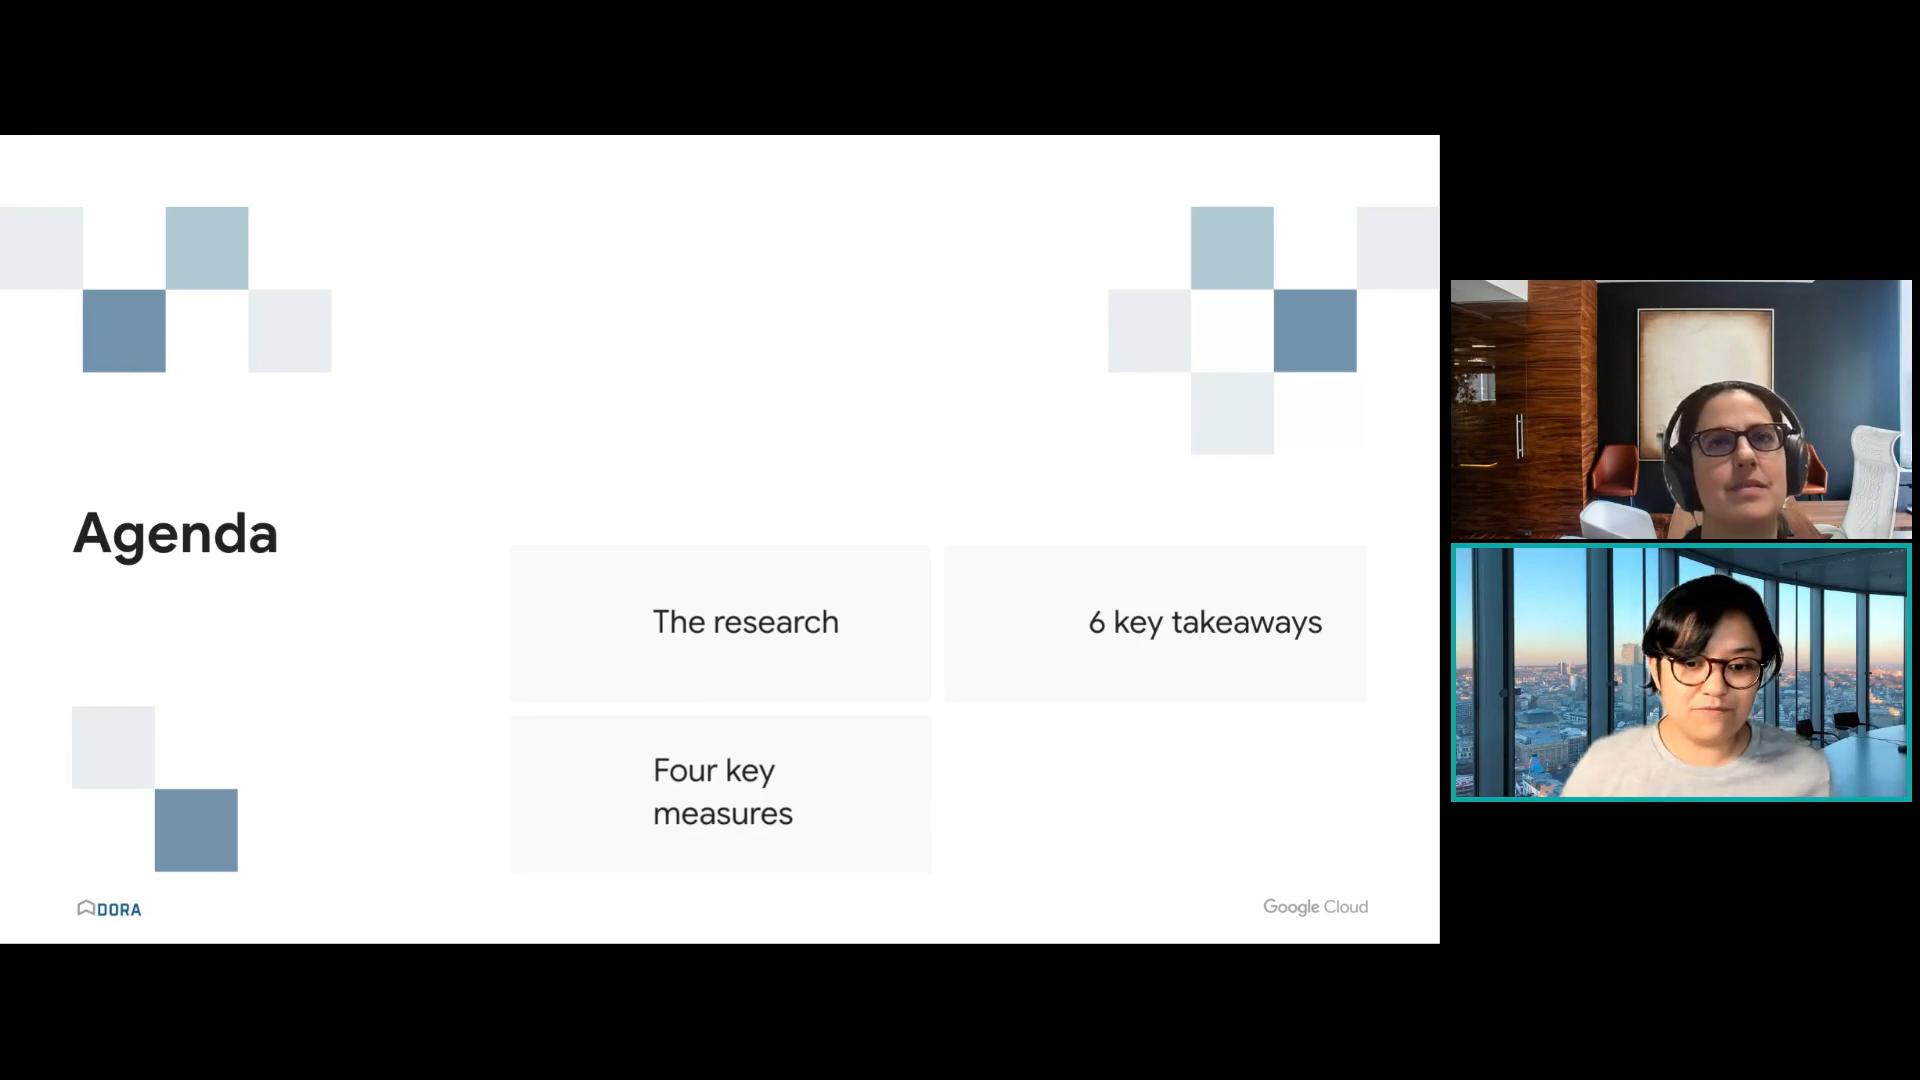 Agenda
The research
6 key takeaways
Four key
measures
DORA
Google Cloud